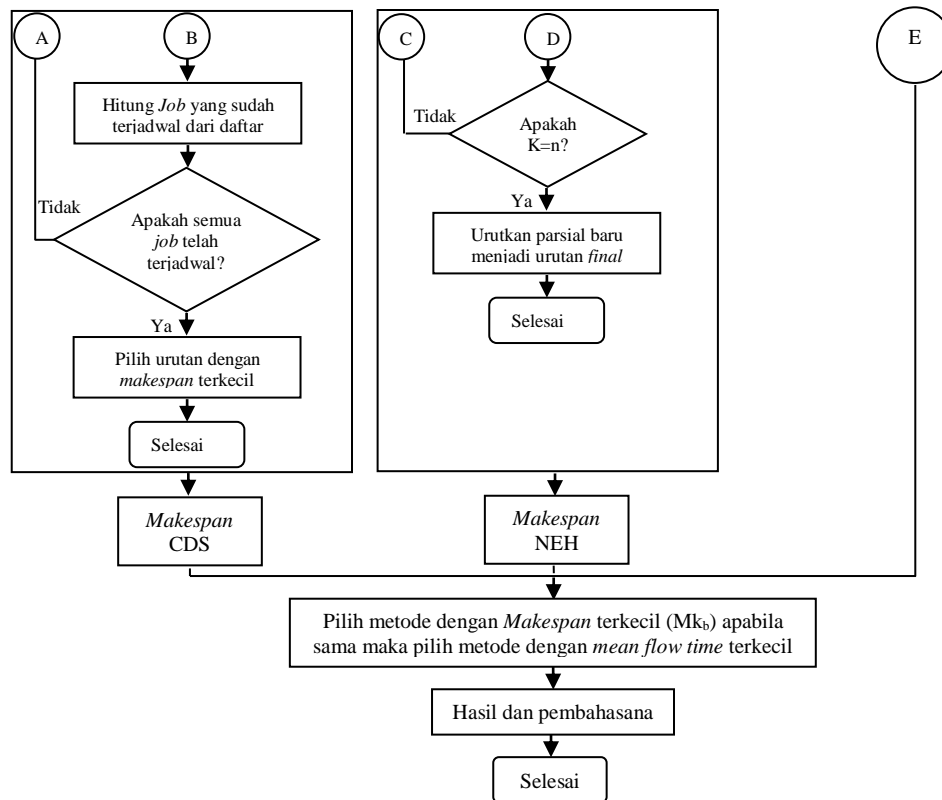 A
B
Hitung Job yang sudah
terjadwal dari daftar
Tidak
Apakah semua
job telah
terjadwal?
Ya
Pilih urutan dengan
makespan terkecil
Selesai
Makespan
CDS
C
D
Tidak
Apakah
K=n?
Ya
Urutkan parsial baru
menjadi urutan final
Selesai
Makespan
NEH
E
Pilih metode dengan Makespan terkecil (Mkb) apabila
sama maka pilih metode dengan mean flow time terkecil
Hasil dan pembahasana
Selesai